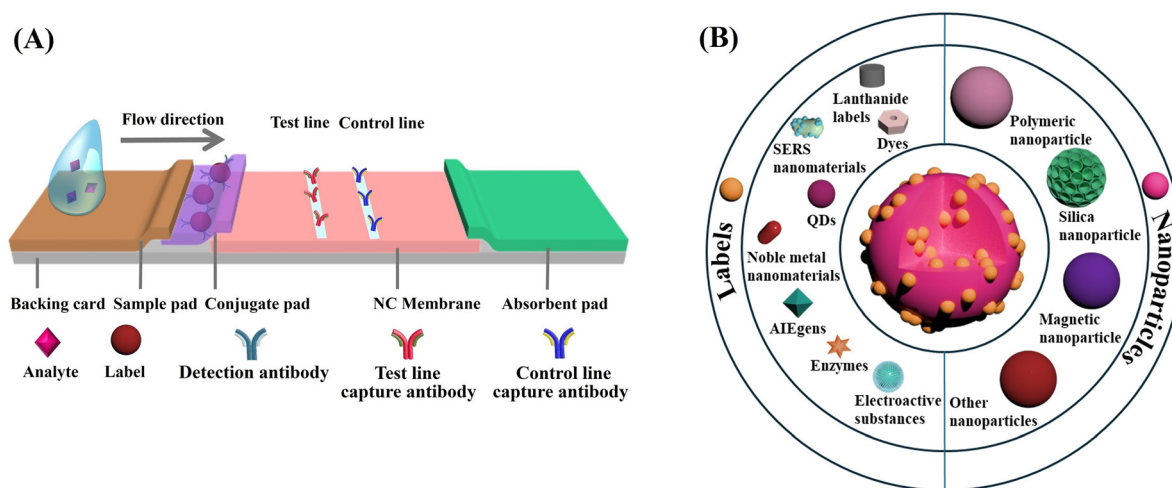 (A)
Flow direction
Test line
Control line
Backing card
Sample pad
Conjugate pad
NC Membrane
Absorbent pad
Analyte
Label
Detection antibody
Test line
capture antibody
Control line
capture antibody
(B)
Labels
Lanthanide
labels
Dyes
SERS
nanomaterials
QDs
Noble metal
nanomaterials
AIEgens
Enzymes
Electroactive
substances
Polymeric
nanoparticle
Silica
nanoparticle
Magnetic
nanoparticle
Other
nanoparticles
Nanoparticles